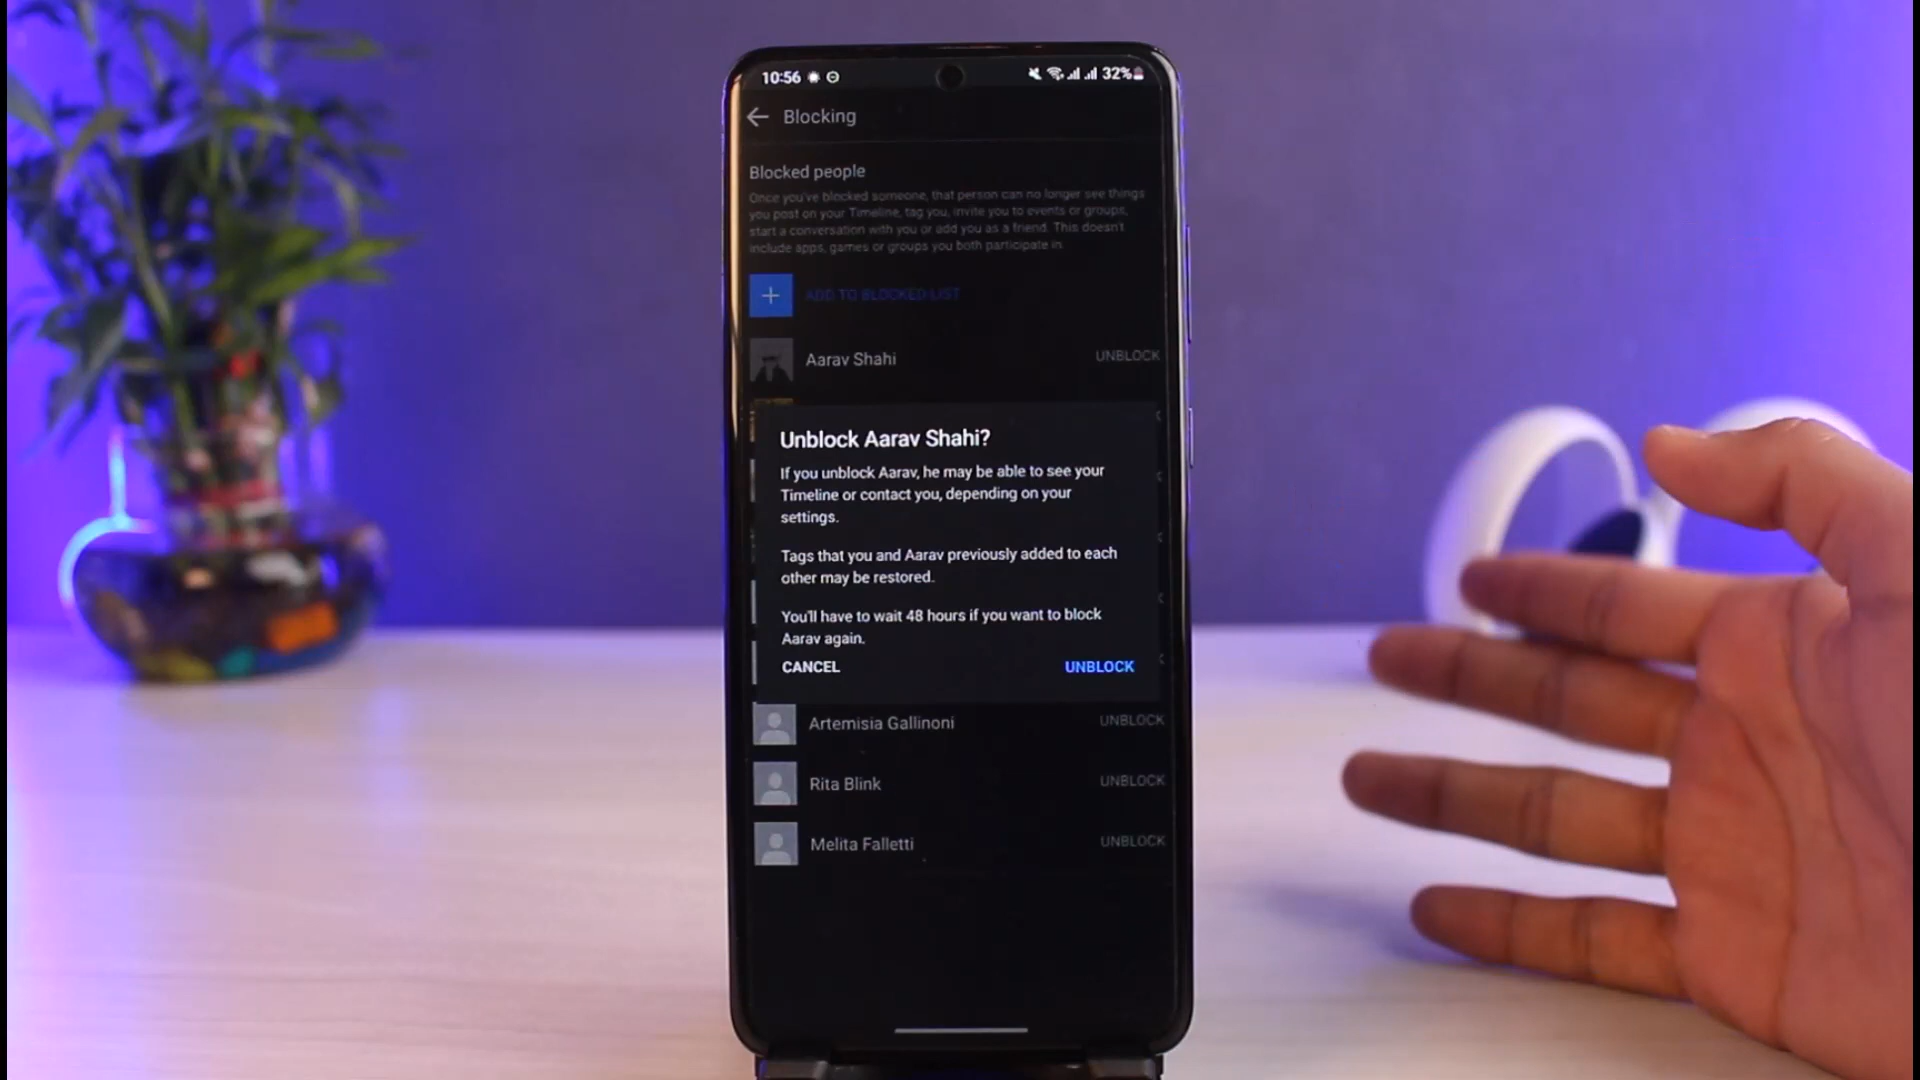 10:56
32%
Blocking
Blocked people
Once you've blocked someone, that person can no longer see things
you post on your Timeline, tag you, invite you to events or groups,
start a conversation with you or add you as a friend. This doesn't
include apps, games or groups you both participate in.
ADD TO BLOCKED LIST
Aarav Shahi
UNBLOCK
Unblock Aarav Shahi?
If you unblock Aarav, he may be able to see your
Timeline or contact you, depending on your
settings.
Tags that you and Aarav previously added to each
other may be restored.
You'll have to wait 48 hours if you want to block
Aarav again.
CANCEL
UNBLOCK
Artemisia Gallinoni
UNBLOCK
Rita Blink
UNBLOCK
Melita Falletti
UNBLOCK